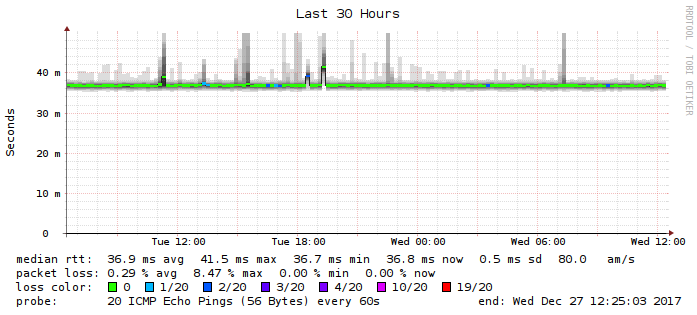 Last 30 Hours
RRDTOOL / TOBI OETIKER
Seconds
40 m
30 m
20 m
10 m
0
Tue 12:00 Tue 18:00 Wed 00:00 Wed 06:00 Wed 12:00
median rtt: 36.9 ms avg 41.5 ms max 36.7 ms min 36.8 ms now 0.5 ms sd 80.0 am/s
packet loss: 0.29 % avg 8.47 % max 0.00 % min 0.00 % now
loss color: 0 1/20 2/20 3/20 4/20 10/20 19/20
probe: 20 ICMP Echo Pings (56 Bytes) every 60s end: Wed Dec 27 12:25:03 2017